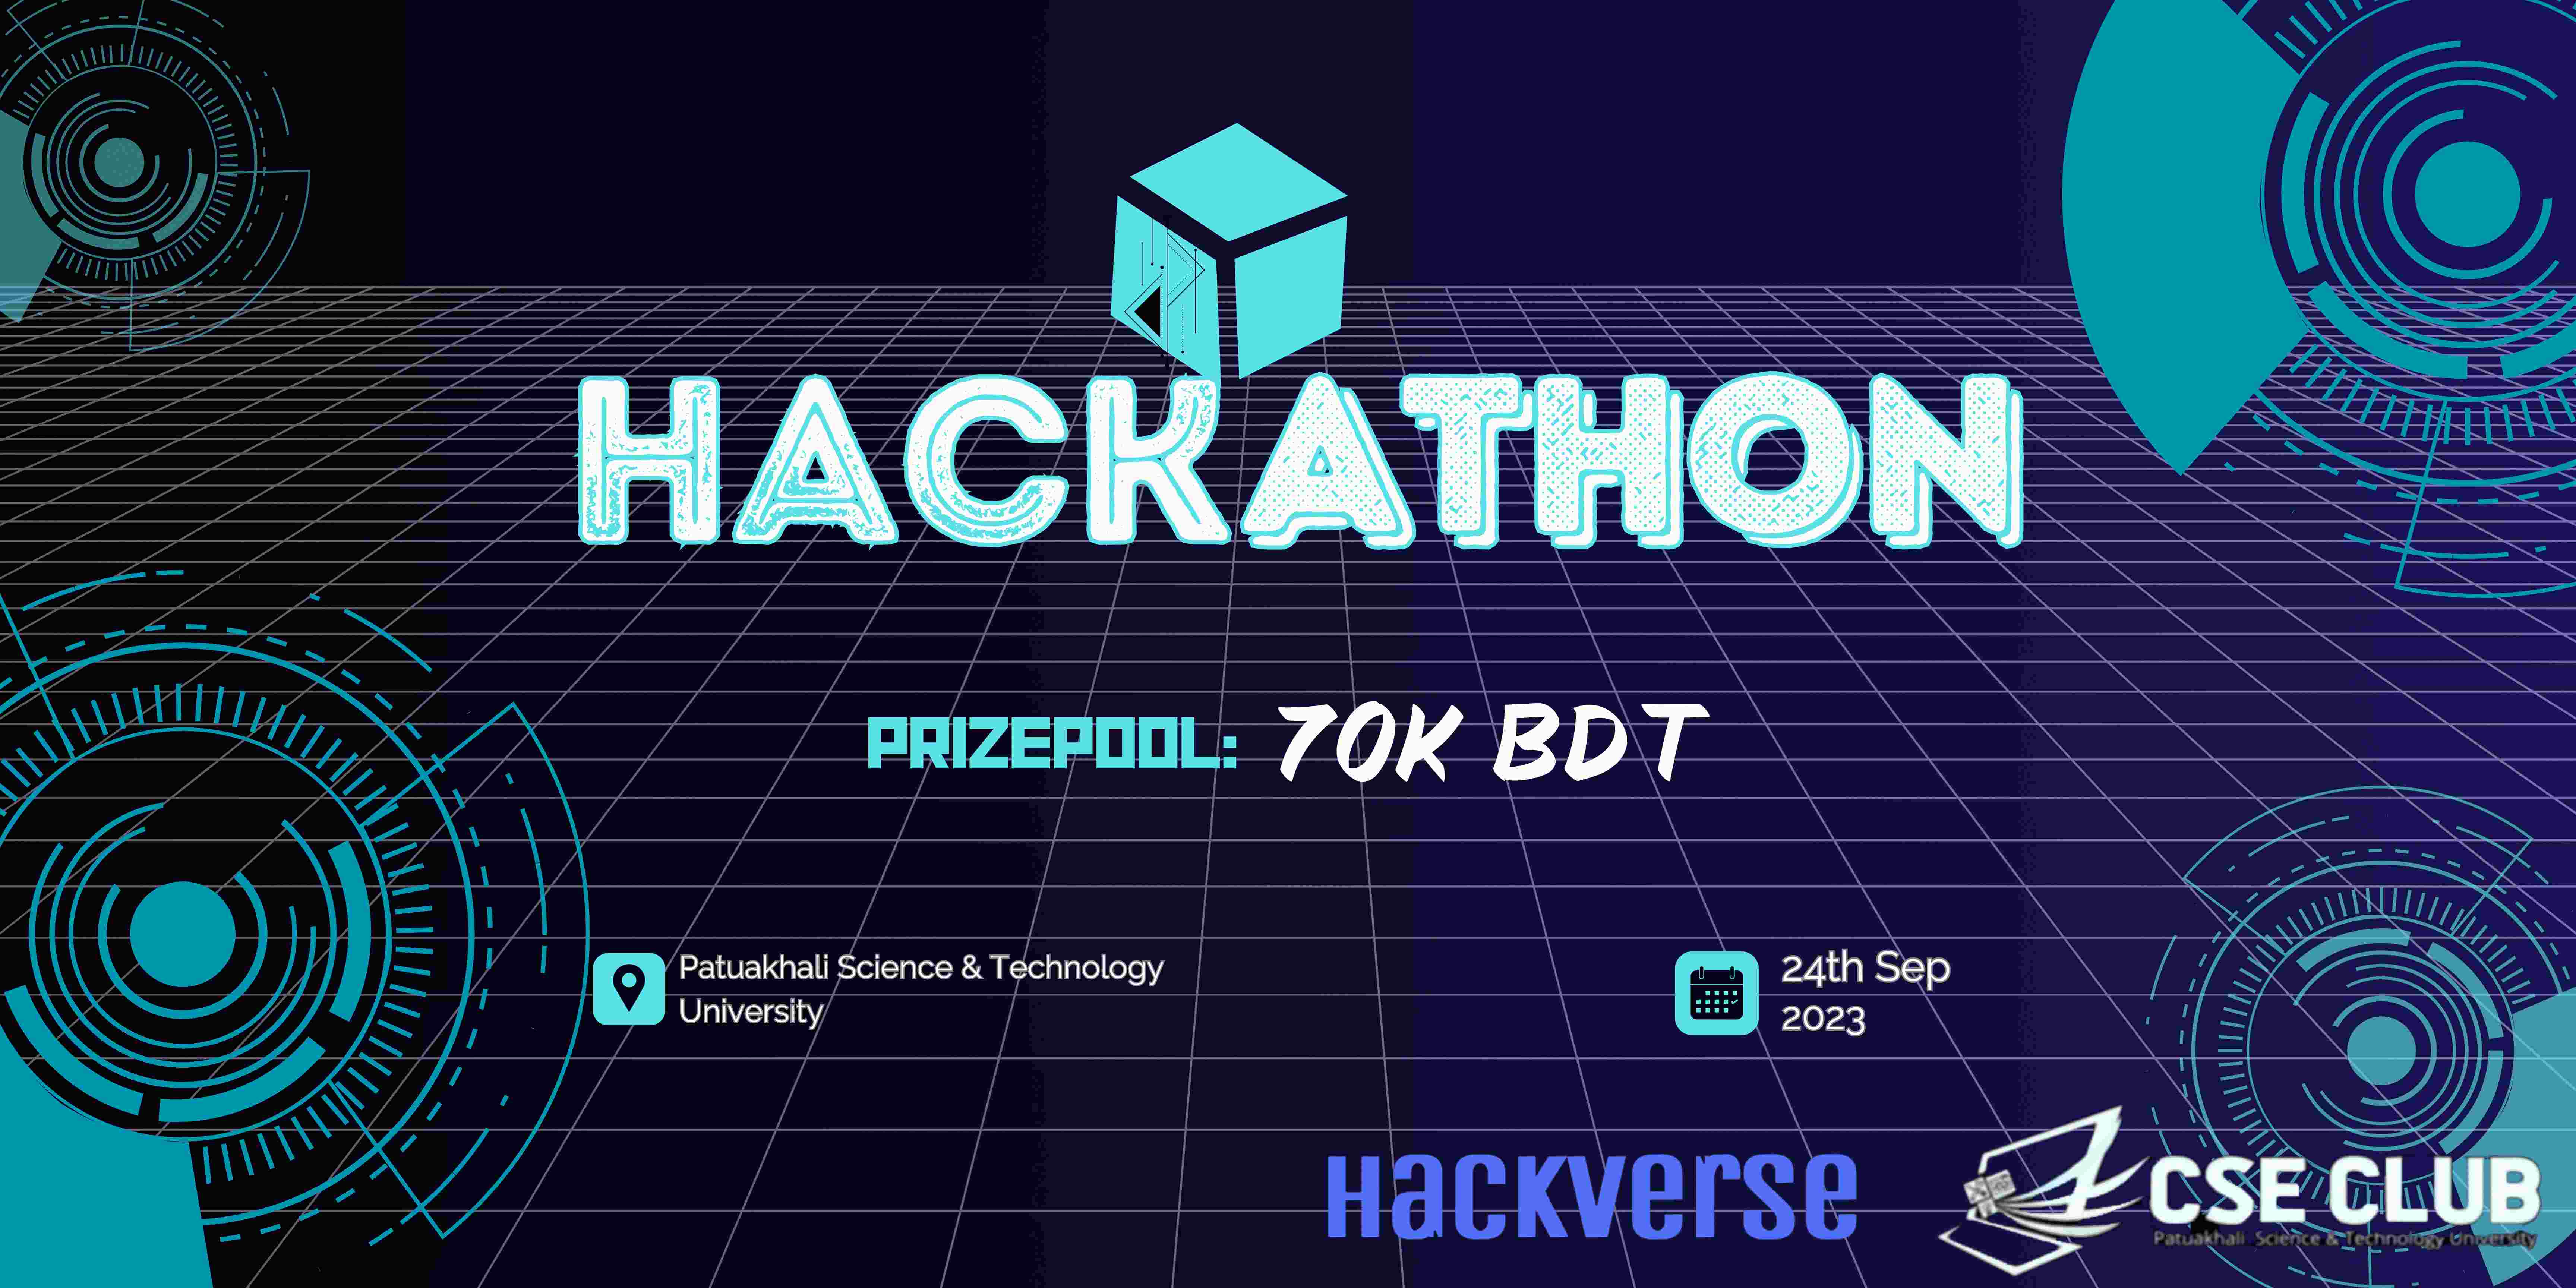 HACKATHON
PRIZEPOOL: 70K BDT
Patuakhali Science & Technology
University
24th Sep
2023
HACKVERSE
CSE CLUB
Patuakhali Science & Technology University